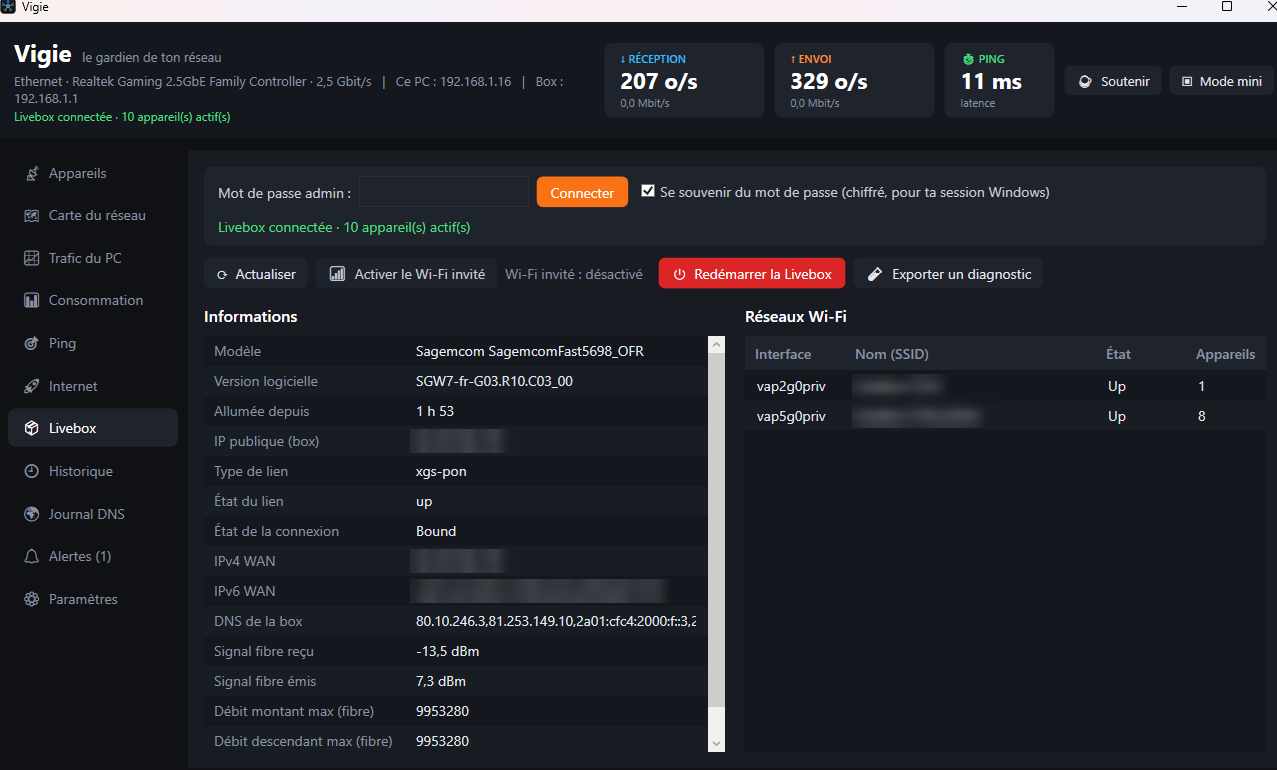 Vigie
Vigie le gardien de ton réseau
Ethernet · Realtek Gaming 2.5GbE Family Controller · 2,5 Gbit/s | Ce PC : 192.168.1.16 | Box :
192.168.1.1
Livebox connectée · 10 appareil(s) actif(s)
↓ RÉCEPTION
207 o/s
0,0 Mbit/s
↑ ENVOI
329 o/s
0,0 Mbit/s
PING
11 ms
latence
Soutenir
Mode mini
Appareils
Carte du réseau
Trafic du PC
Consommation
Ping
Internet
Livebox
Historique
Journal DNS
Alertes (1)
Paramètres
Mot de passe admin :
Connecter
Se souvenir du mot de passe (chiffré, pour ta session Windows)
Livebox connectée · 10 appareil(s) actif(s)
Actualiser
Activer le Wi-Fi invité
Wi-Fi invité : désactivé
Redémarrer la Livebox
Exporter un diagnostic
Informations
Modèle Sagemcom SagemcomFast5698_OFR
Version logicielle SGW7-fr-G03.R10.C03_00
Allumée depuis 1 h 53
IP publique (box)
Type de lien xgs-pon
État du lien up
État de la connexion Bound
IPv4 WAN
IPv6 WAN
DNS de la box 80.10.246.3,81.253.149.10,2a01:cfc4:2000:f::3,2
Signal fibre reçu -13,5 dBm
Signal fibre émis 7,3 dBm
Débit montant max (fibre) 9953280
Débit descendant max (fibre) 9953280
Réseaux Wi-Fi
Interface Nom (SSID) État Appareils
vap2g0priv Up 1
vap5g0priv Up 8